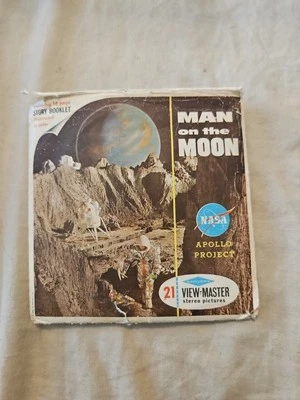 STORY BOOKLET
MAN
on the
MOON
NASA
APOLLO
PROJECT
21
VIEW-MASTER
stereo pictures